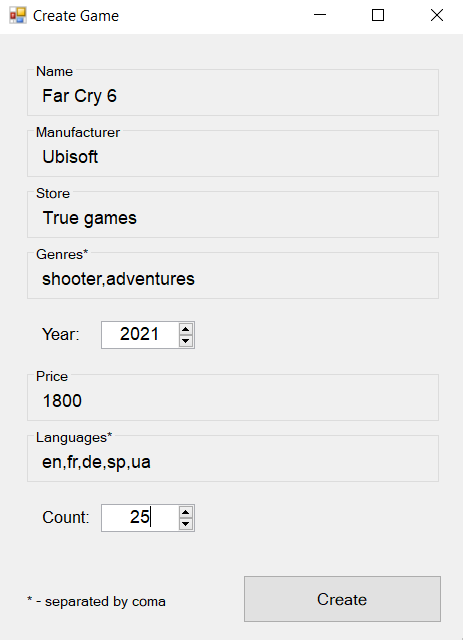 Create Game
Name
Far Cry 6
Manufacturer
Ubisoft
Store
True games
Genres*
shooter,adventures
Year: 2021
Price
1800
Languages*
en,fr,de,sp,ua
Count: 25
* - separated by coma
Create